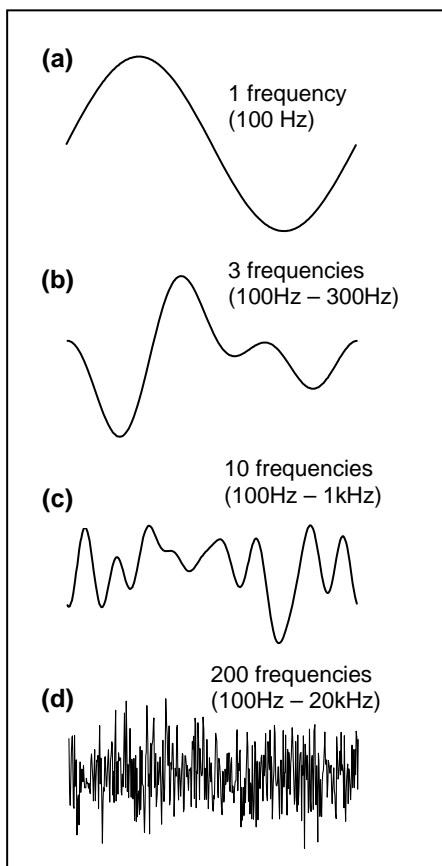 (a)
1 frequency
(100 Hz)
(b)
3 frequencies
(100Hz – 300Hz)
(c)
10 frequencies
(100Hz – 1kHz)
(d)
200 frequencies
(100Hz – 20kHz)